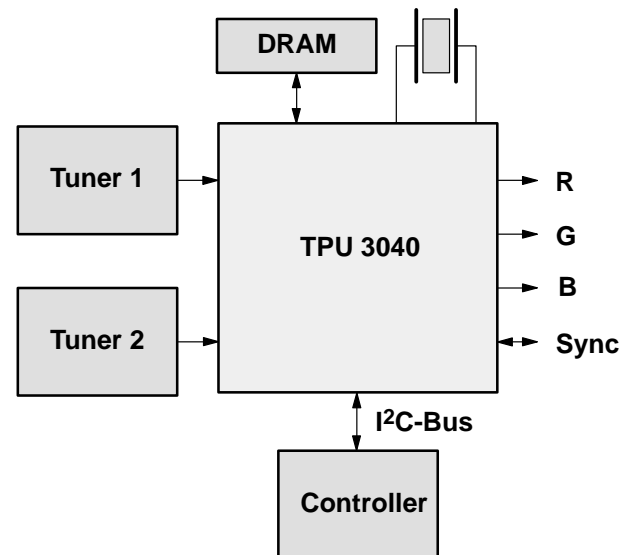 DRAM
Tuner 1
TPU 3040
R
G
B
Tuner 2
Sync
I²C-Bus
Controller